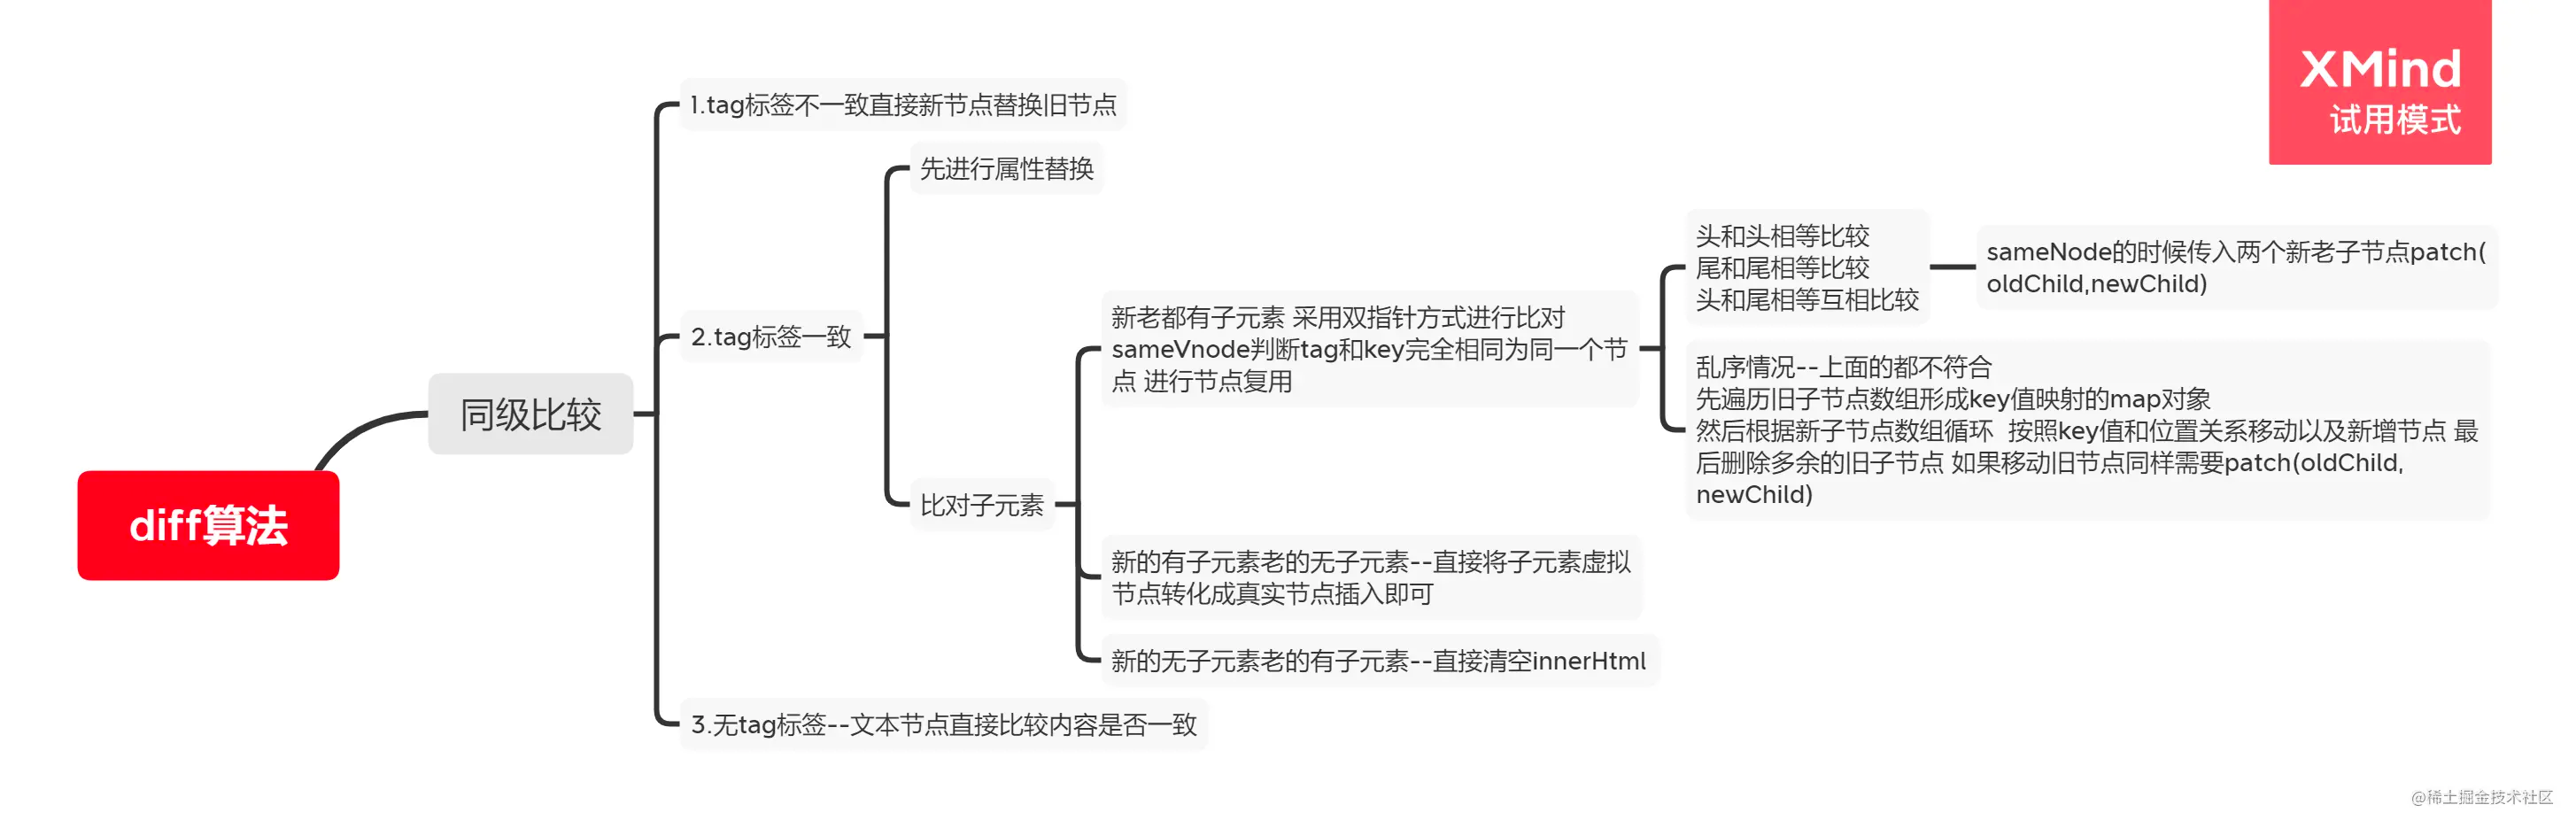 XMind
试用模式
1.tag标签不一致直接新节点替换旧节点
先进行属性替换
头和头相等比较
尾和尾相等比较
头和尾相等互相比较
sameNode的时候传入两个新老子节点patch(
oldChild,newChild)
新老都有子元素 采用双指针方式进行比对
sameVnode判断tag和key完全相同为同一个节
点 进行节点复用
2.tag标签一致
乱序情况--上面的都不符合
先遍历旧子节点数组形成key值映射的map对象
然后根据新子节点数组循环 按照key值和位置关系移动以及新增节点 最
后删除多余的旧子节点 如果移动旧节点同样需要patch(oldChild,
newChild)
同级比较
diff算法
比对子元素
新的有子元素老的无子元素--直接将子元素虚拟
节点转化成真实节点插入即可
新的无子元素老的有子元素--直接清空innerHtml
3.无tag标签--文本节点直接比较内容是否一致
@稀土掘金技术社区